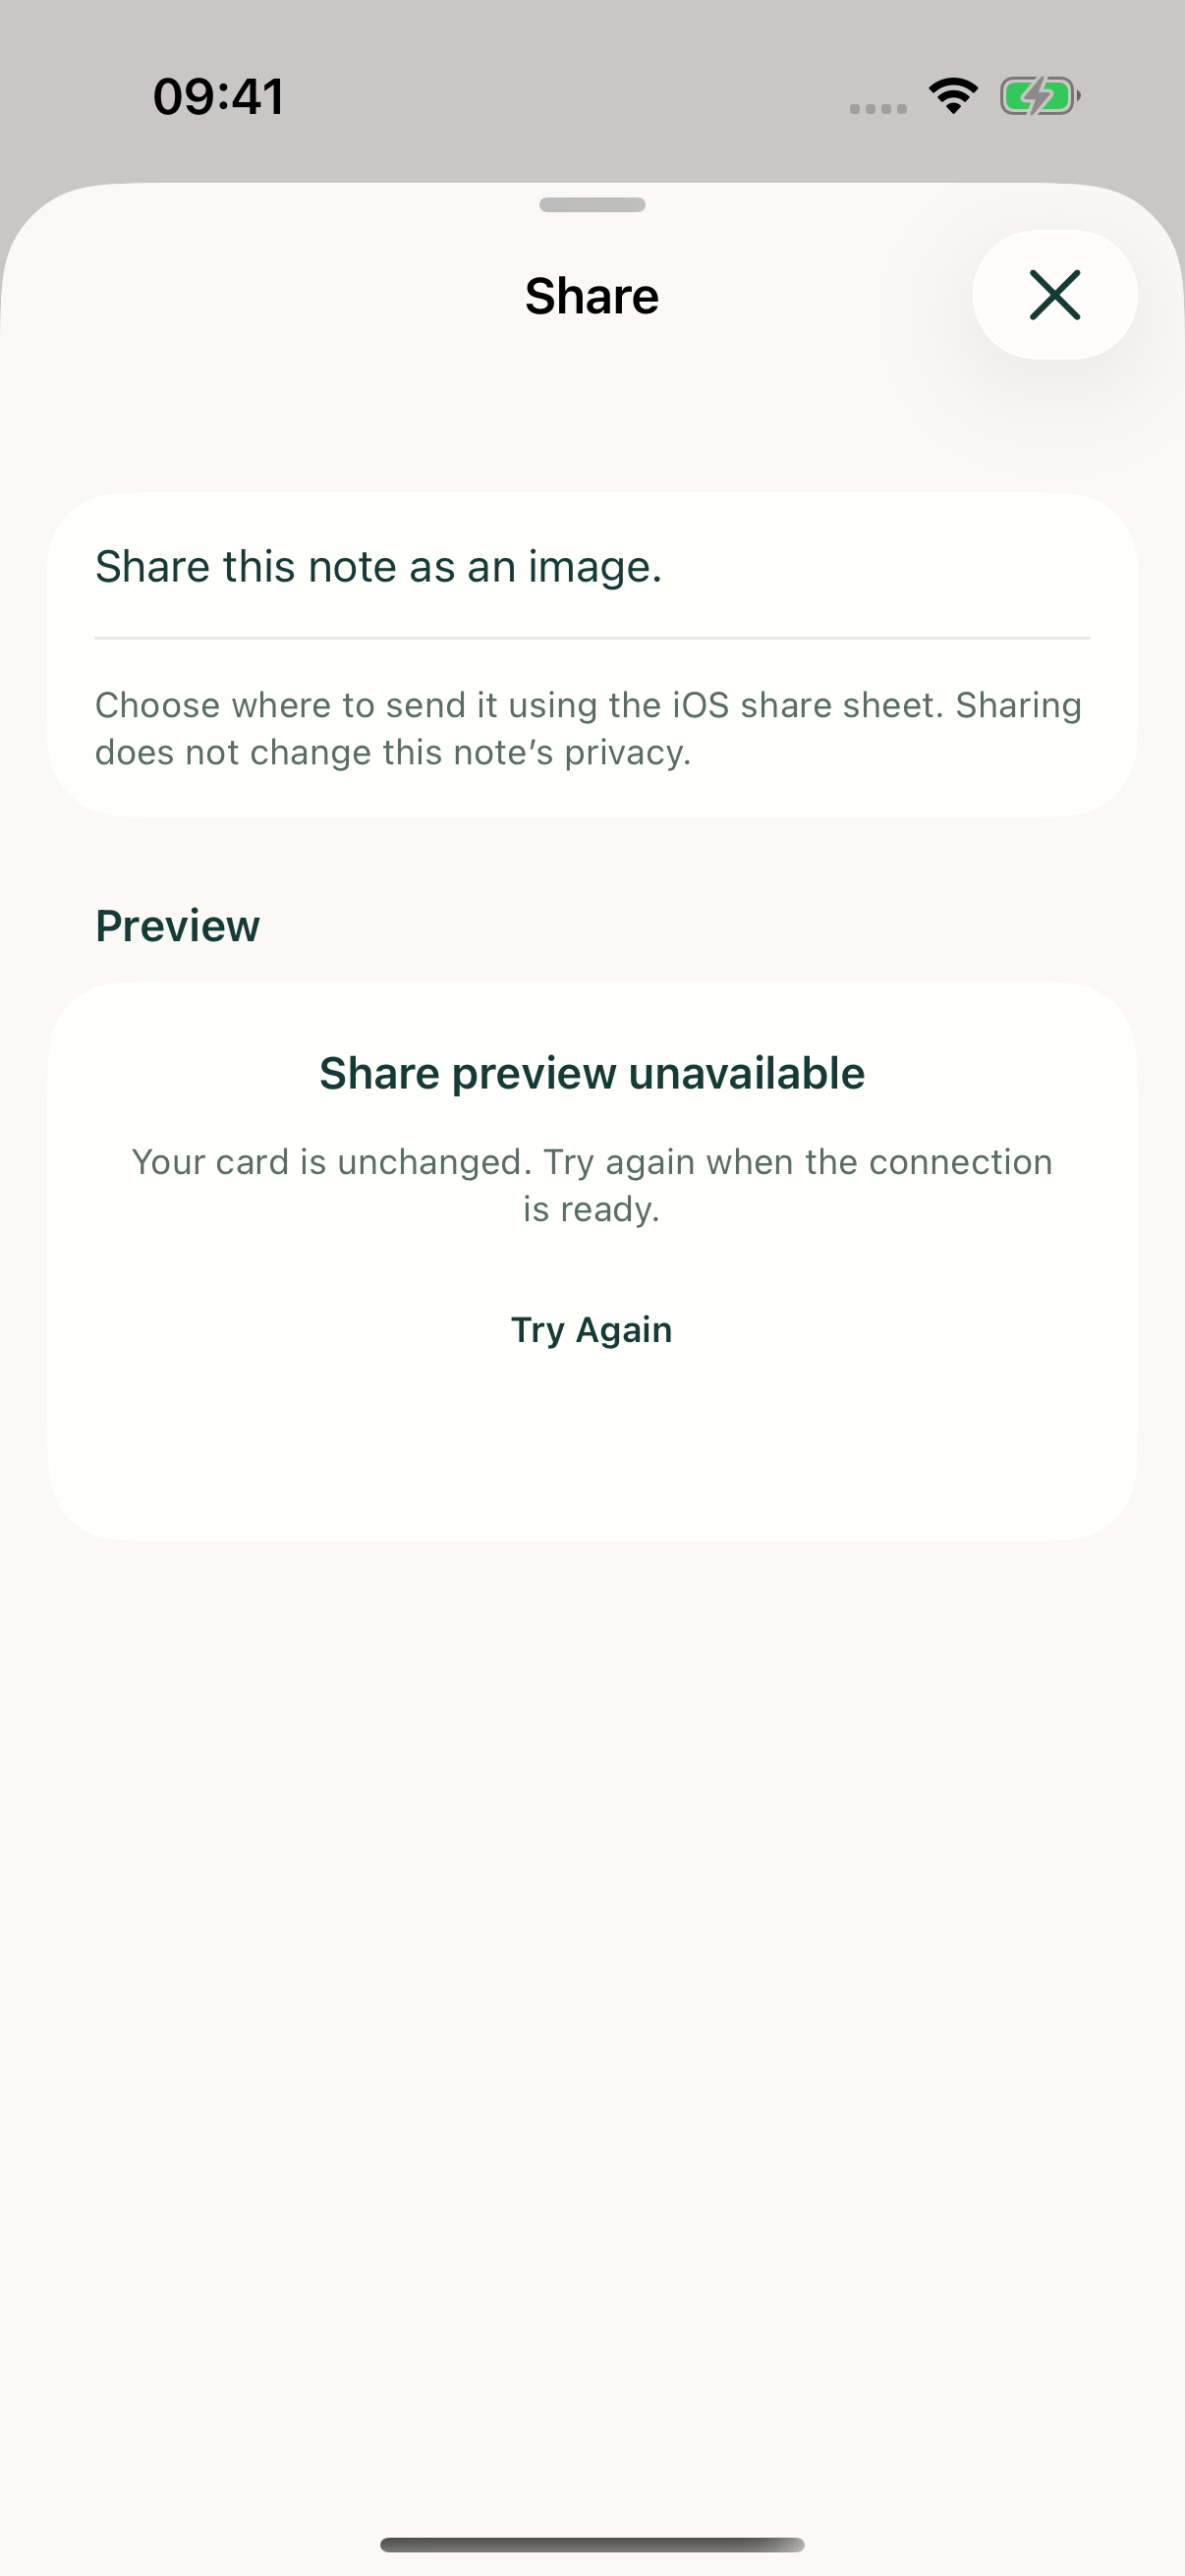 09:41
Share
Share this note as an image.
Choose where to send it using the iOS share sheet. Sharing
does not change this note’s privacy.
Preview
Share preview unavailable
Your card is unchanged. Try again when the connection
is ready.
Try Again